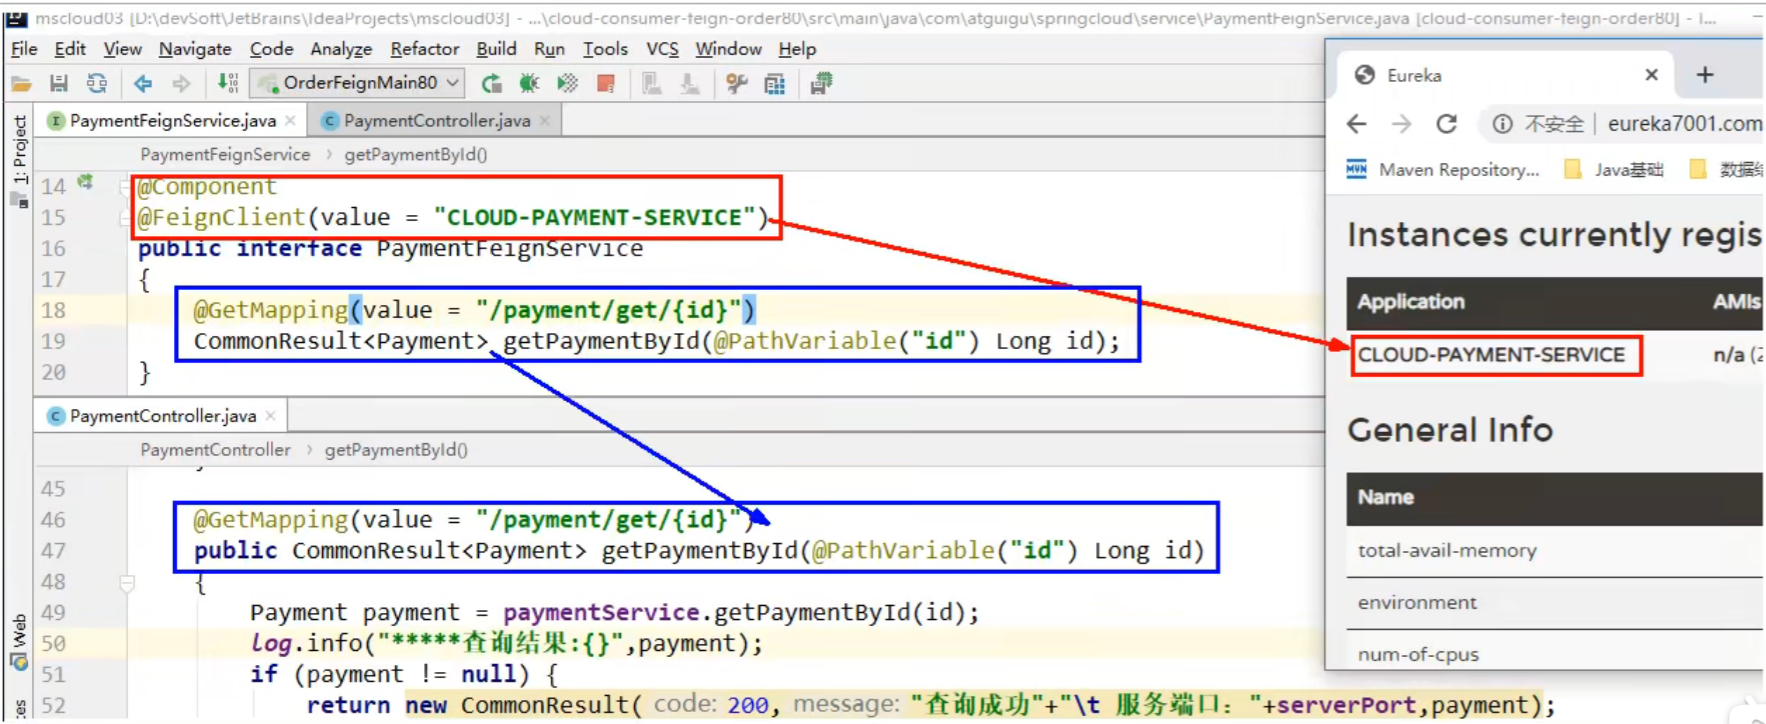 mscloud03 [D:\devSoft\JetBrains\IdeaProjects\mscloud03] - ...\cloud-consumer-feign-order80\src\main\java\com\atguigu\springcloud\service\PaymentFeignService.java [cloud-consumer-feign-order80] - I...
File Edit View Navigate Code Analyze Refactor Build Run Tools VCS Window Help
OrderFeignMain80
PaymentFeignService.java
PaymentController.java
PaymentFeignService > getPaymentById()
1: Project
14 @Component
15 @FeignClient(value = "CLOUD-PAYMENT-SERVICE")
16 public interface PaymentFeignService
17 {
18 @GetMapping(value = "/payment/get/{id}")
19 CommonResult<Payment> getPaymentById(@PathVariable("id") Long id);
20 }
PaymentController.java
PaymentController > getPaymentById()
45
46 @GetMapping(value = "/payment/get/{id}")
47 public CommonResult<Payment> getPaymentById(@PathVariable("id") Long id)
48 {
49 Payment payment = paymentService.getPaymentById(id);
50 log.info("*****查询结果:{}",payment);
51 if (payment != null) {
52 return new CommonResult( code: 200, message: "查询成功"+"\t 服务端口: "+serverPort,payment);
Web
Eureka
不安全 | eureka7001.com
Maven Repository...
Java基础
Instances currently regis
Application AMIs
CLOUD-PAYMENT-SERVICE n/a (2
General Info
Name
total-avail-memory
environment
num-of-cpus